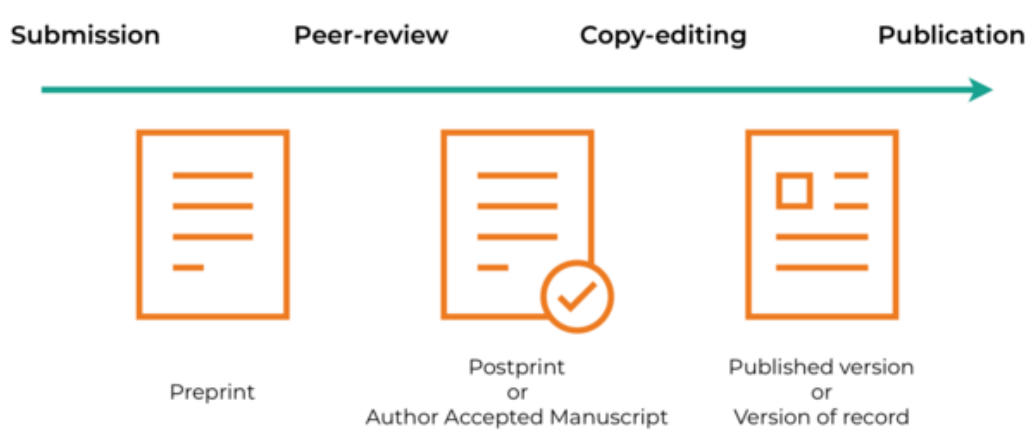 Submission Peer-review Copy-editing Publication
Preprint
Postprint
or
Author Accepted Manuscript
Published version
or
Version of record